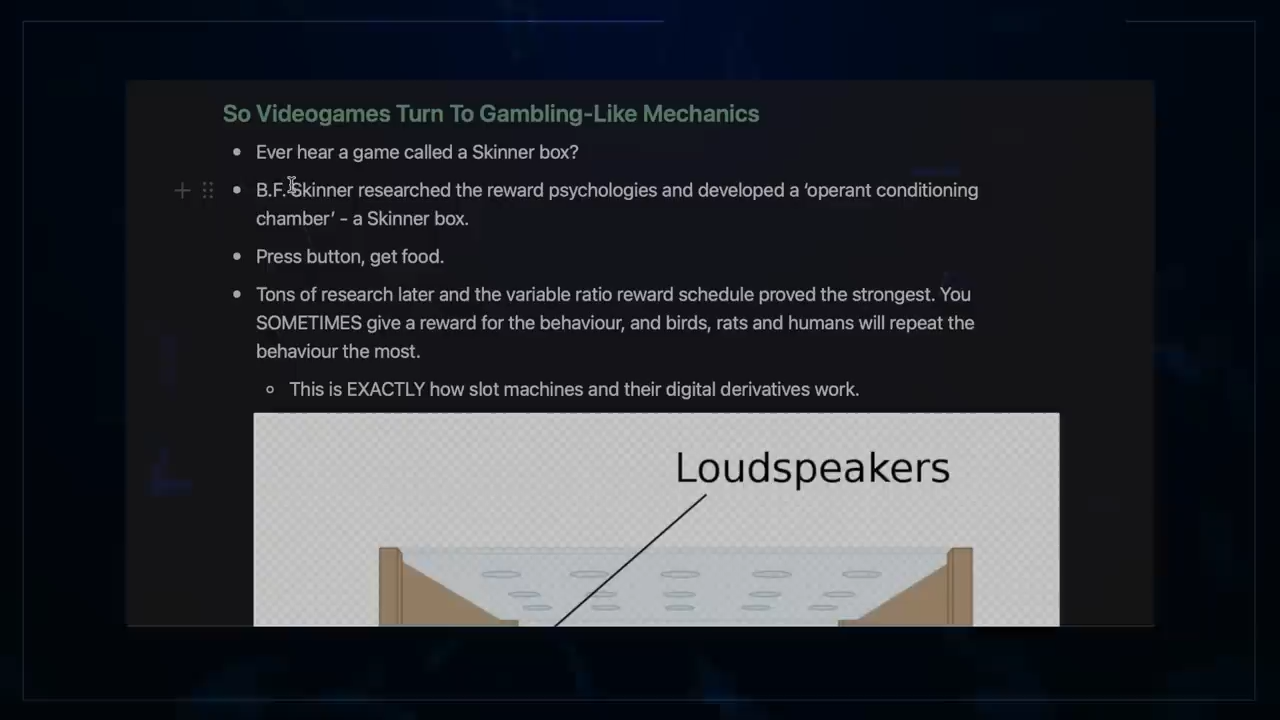 So Videogames Turn To Gambling-Like Mechanics
Ever hear a game called a Skinner box?
B.F. Skinner researched the reward psychologies and developed a ‘operant conditioning
chamber’ - a Skinner box.
Press button, get food.
Tons of research later and the variable ratio reward schedule proved the strongest. You
SOMETIMES give a reward for the behaviour, and birds, rats and humans will repeat the
behaviour the most.
This is EXACTLY how slot machines and their digital derivatives work.
Loudspeakers